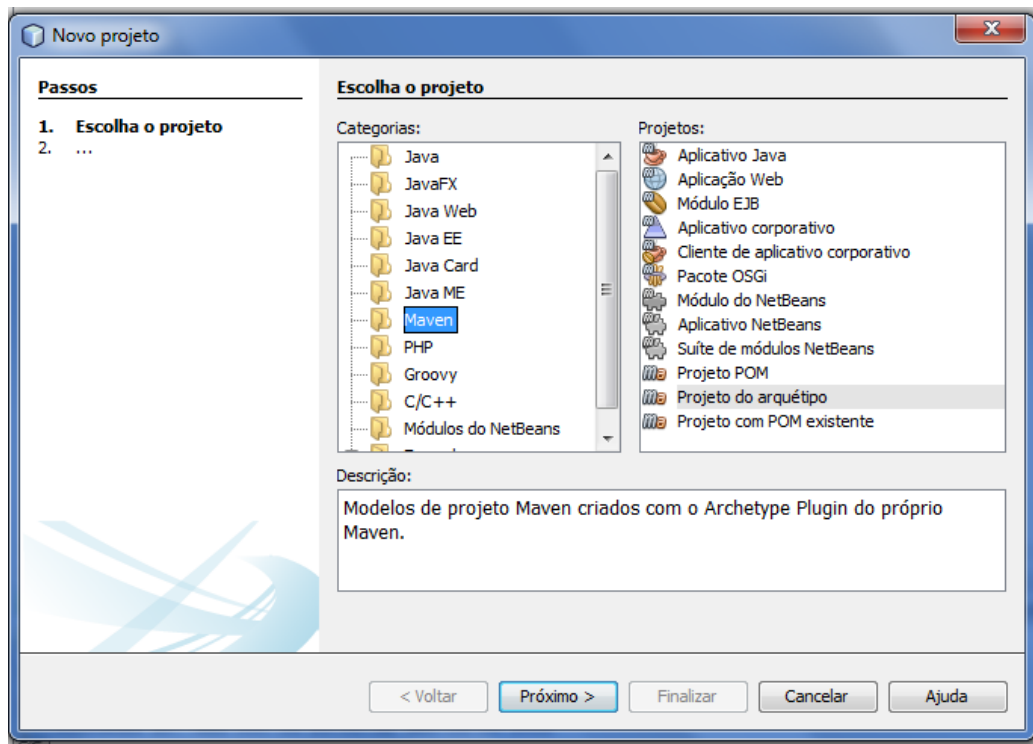 Novo projeto
Passos
1. Escolha o projeto
2. ...
Escolha o projeto
Categorias:
Java
JavaFX
Java Web
Java EE
Java Card
Java ME
Maven
PHP
Groovy
C/C++
Módulos do NetBeans
Projetos:
Aplicativo Java
Aplicação Web
Módulo EJB
Aplicativo corporativo
Cliente de aplicativo corporativo
Pacote OSGi
Módulo do NetBeans
Aplicativo NetBeans
Suíte de módulos NetBeans
Projeto POM
Projeto do arquétipo
Projeto com POM existente
Descrição:
Modelos de projeto Maven criados com o Archetype Plugin do próprio
Maven.
< Voltar
Próximo >
Finalizar
Cancelar
Ajuda